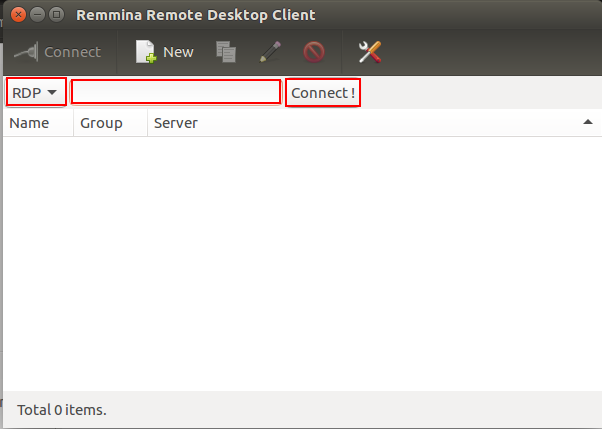 Remmina Remote Desktop Client
Connect New
RDP Connect !
Name Group Server
Total 0 items.